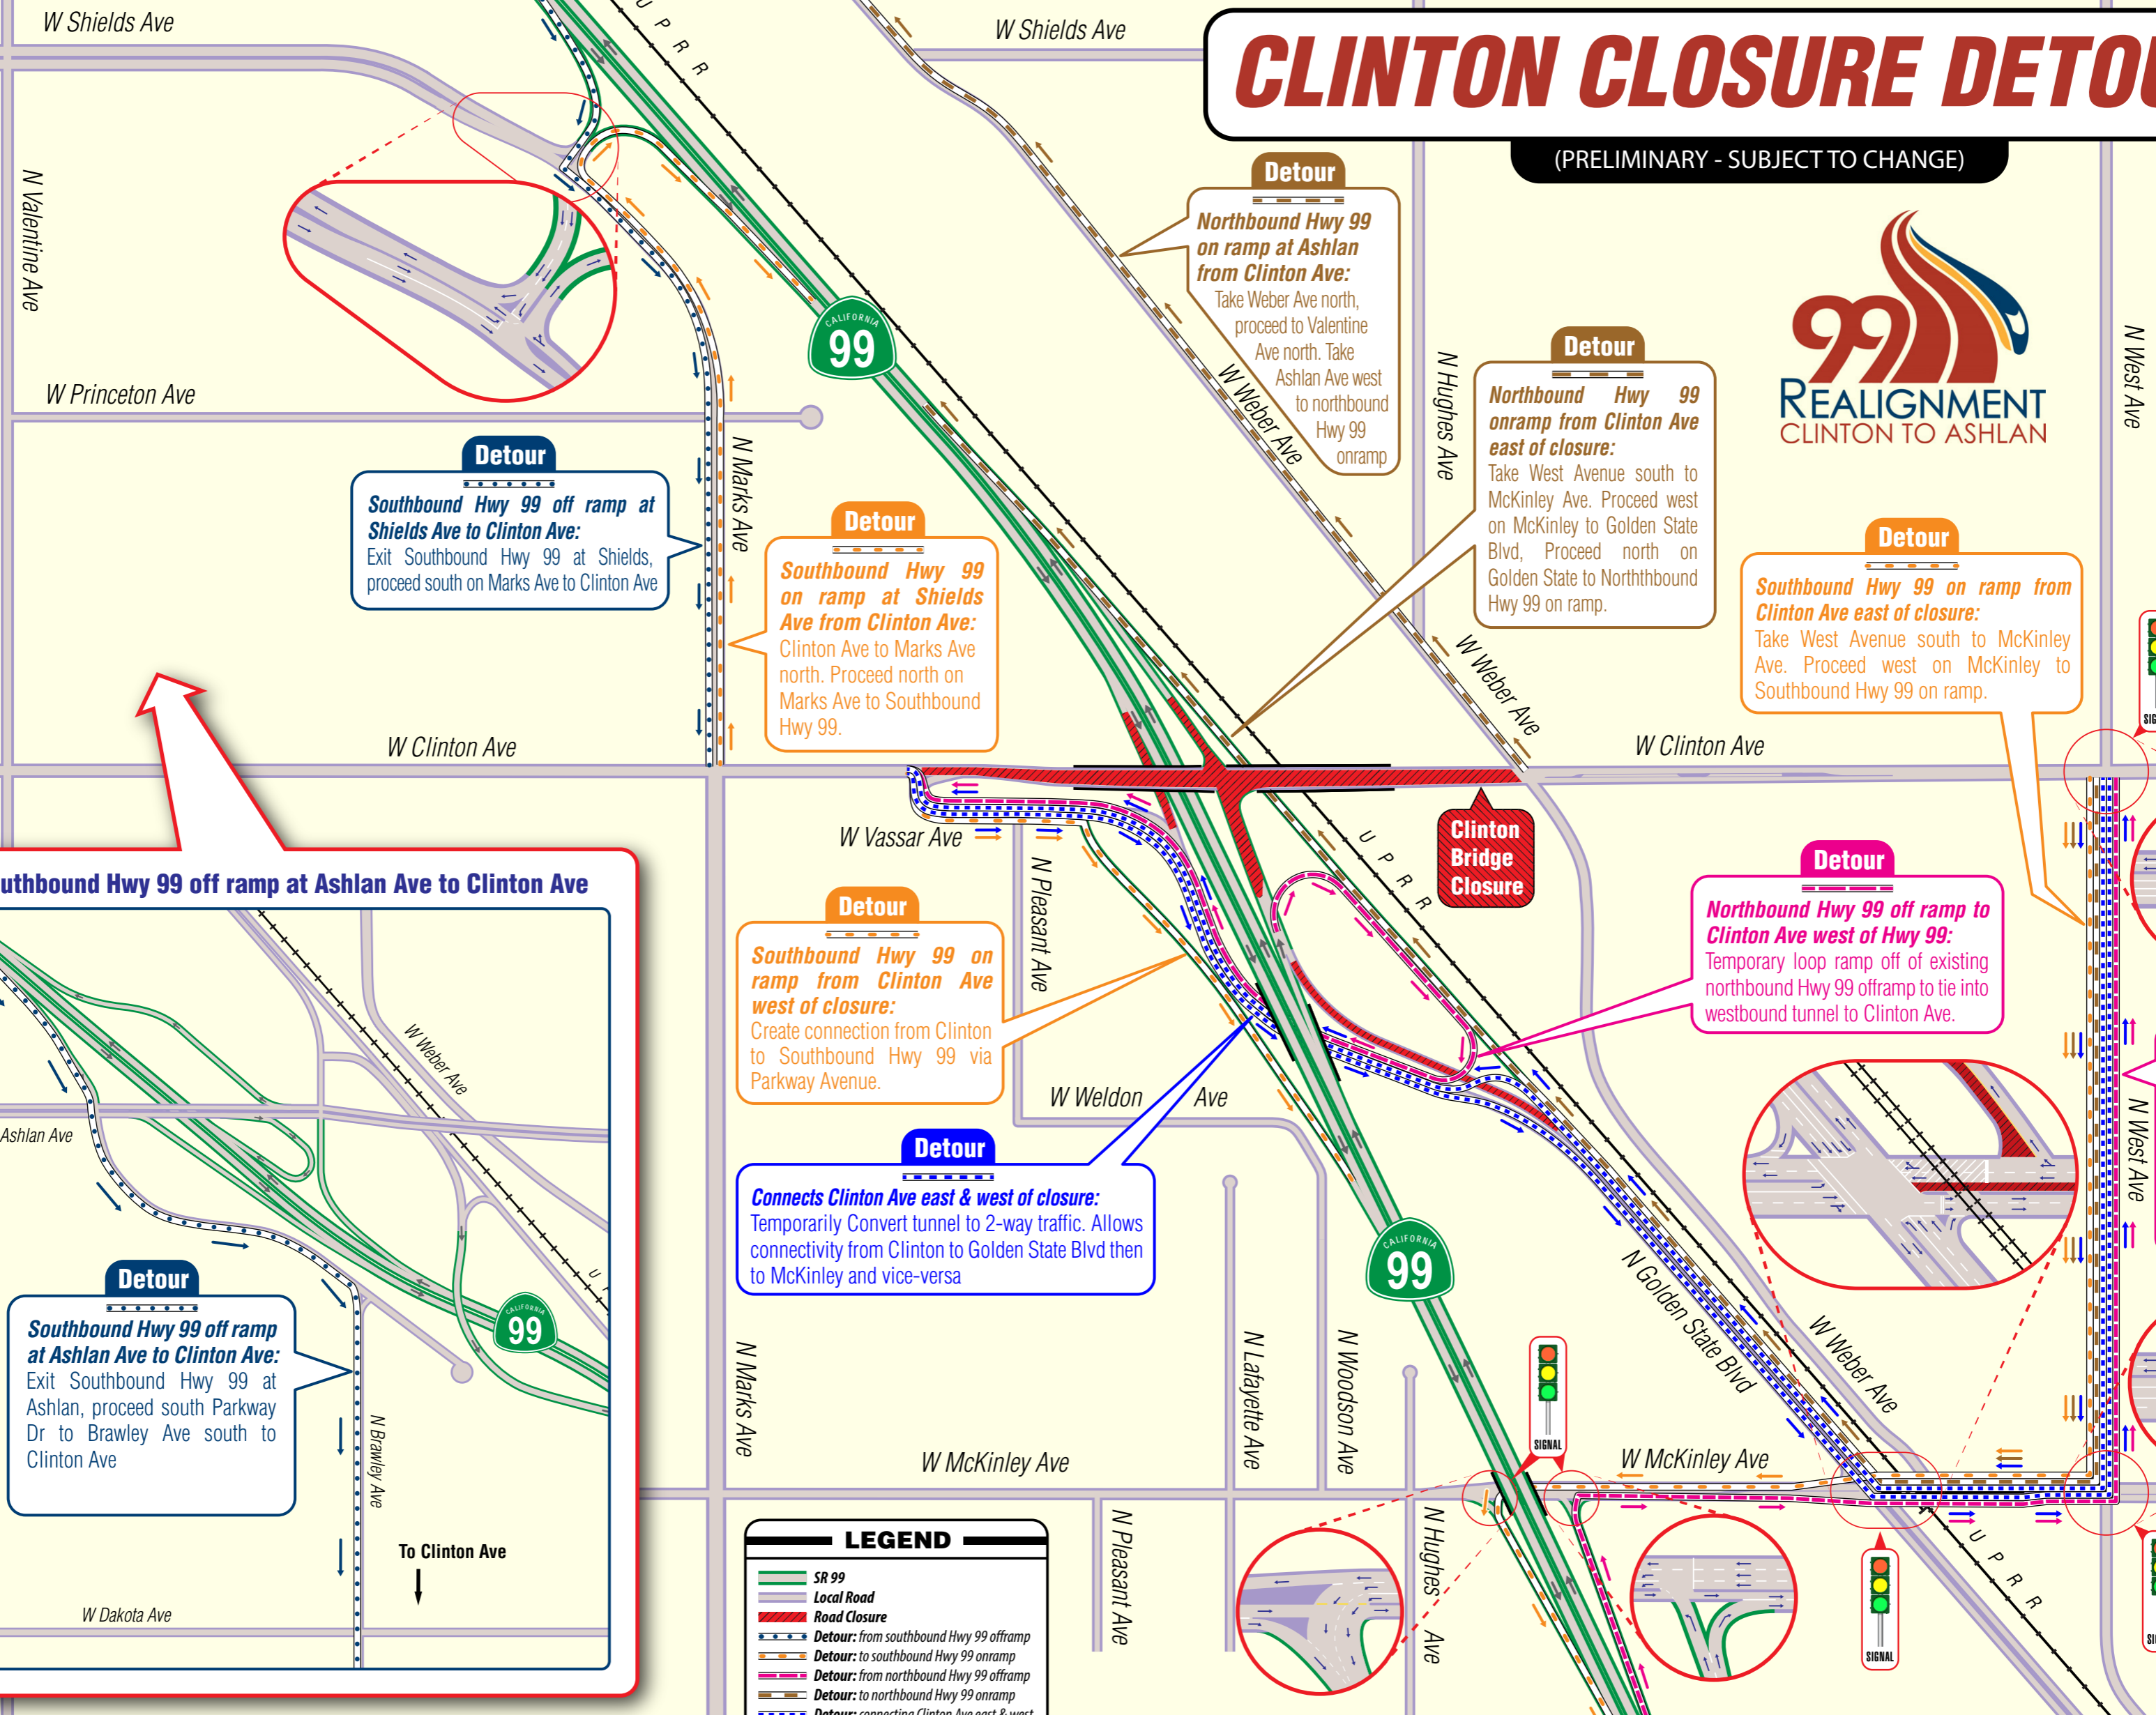 W Shields Ave
U P R R
W Shields Ave
CLINTON CLOSURE
(PRELIMINARY - SUBJECT TO CHANGE)
N Valentine Ave
Detour
Northbound Hwy 99
on ramp at Ashlan
from Clinton Ave:
Take Weber Ave north,
proceed to Valentine
Ave north. Take
Ashlan Ave west
to northbound
Hwy 99
onramp
99
REALIGNMENT
CLINTON TO ASHLAN
CALIFORNIA
99
N West Ave
N Hughes Ave
W Weber Ave
Detour
Northbound Hwy 99
onramp from Clinton Ave
east of closure:
Take West Avenue south to
McKinley Ave. Proceed west
on McKinley to Golden State
Blvd, Proceed north on
Golden State to Norththbound
Hwy 99 on ramp.
W Princeton Ave
N Marks Ave
Detour
Southbound Hwy 99 off ramp at
Shields Ave to Clinton Ave:
Exit Southbound Hwy 99 at Shields,
proceed south on Marks Ave to Clinton Ave
Detour
Southbound Hwy 99
on ramp at Shields
Ave from Clinton Ave:
Clinton Ave to Marks Ave
north. Proceed north on
Marks Ave to Southbound
Hwy 99.
Detour
Southbound Hwy 99 on ramp from
Clinton Ave east of closure:
Take West Avenue south to McKinley
Ave. Proceed west on McKinley to
Southbound Hwy 99 on ramp.
W Weber Ave
W Clinton Ave
W Clinton Ave
W Vassar Ave
N Pleasant Ave
U P R R
Clinton
Bridge
Closure
Hwy 99 off ramp at Ashlan Ave to Clinton Ave
W Weber Ave
Ashlan Ave
U
CALIFORNIA
99
Detour
Southbound Hwy 99 off ramp
at Ashlan Ave to Clinton Ave:
Exit Southbound Hwy 99 at
Ashlan, proceed south Parkway
Dr to Brawley Ave south to
Clinton Ave
N Brawley Ave
To Clinton Ave
W Dakota Ave
Detour
Southbound Hwy 99 on
ramp from Clinton Ave
west of closure:
Create connection from Clinton
to Southbound Hwy 99 via
Parkway Avenue.
Detour
Northbound Hwy 99 off ramp to
Clinton Ave west of Hwy 99:
Temporary loop ramp off of existing
northbound Hwy 99 offramp to tie into
westbound tunnel to Clinton Ave.
W Weldon Ave
Detour
Connects Clinton Ave east & west of closure:
Temporarily Convert tunnel to 2-way traffic. Allows
connectivity from Clinton to Golden State Blvd then
to McKinley and vice-versa
N West Ave
CALIFORNIA
99
N Golden State Blvd
W Weber Ave
N Marks Ave
N Lafayette Ave
N Woodson Ave
SIGNAL
W McKinley Ave
W McKinley Ave
N Pleasant Ave
N Hughes Ave
U P R R
SIGNAL
LEGEND
SR 99
Local Road
Road Closure
Detour: from southbound Hwy 99 offramp
Detour: to southbound Hwy 99 onramp
Detour: from northbound Hwy 99 offramp
Detour: to northbound Hwy 99 onramp
Detour: connecting Clinton Ave east & west